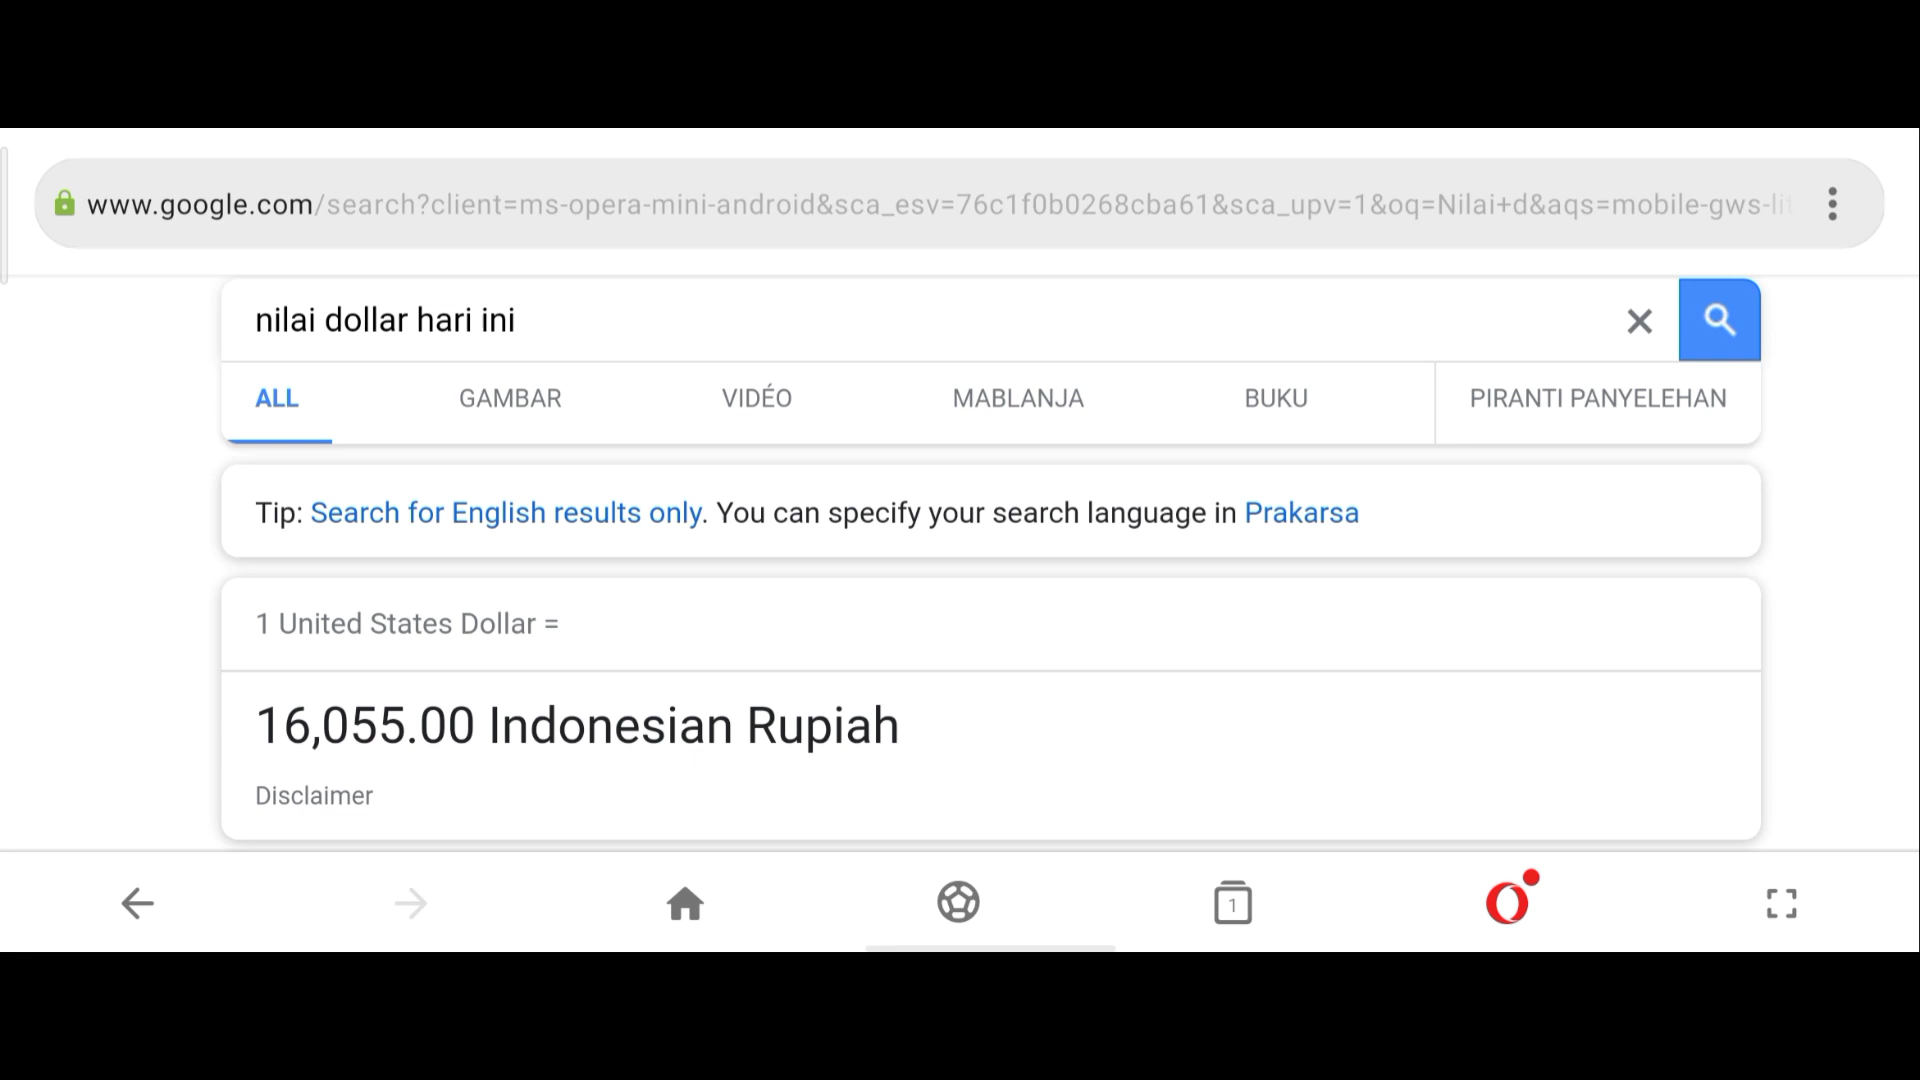 www.google.com/search?client=ms-opera-mini-android&sca_esv=76c1f0b0268cba61&sca_upv=1&oq=Nilai+d&aqs=mobile-gws-lit
nilai dollar hari ini
ALL GAMBAR VIDÉO MABLANJA BUKU PIRANTI PANYELEHAN
Tip: Search for English results only. You can specify your search language in Prakarsa
1 United States Dollar =
16,055.00 Indonesian Rupiah
Disclaimer
1